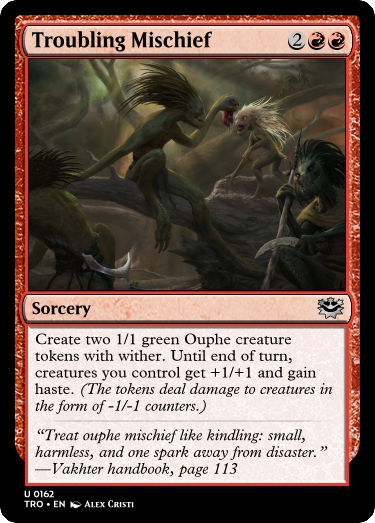 Troubling Mischief 2
Sorcery
Create two 1/1 green Ouphe creature
tokens with wither. Until end of turn,
creatures you control get +1/+1 and gain
haste. (The tokens deal damage to creatures in
the form of -1/-1 counters.)
“Treat ouphe mischief like kindling: small,
harmless, and one spark away from disaster.”
—Vakhter handbook, page 113
U 0162
TRO • EN Alex Cristi